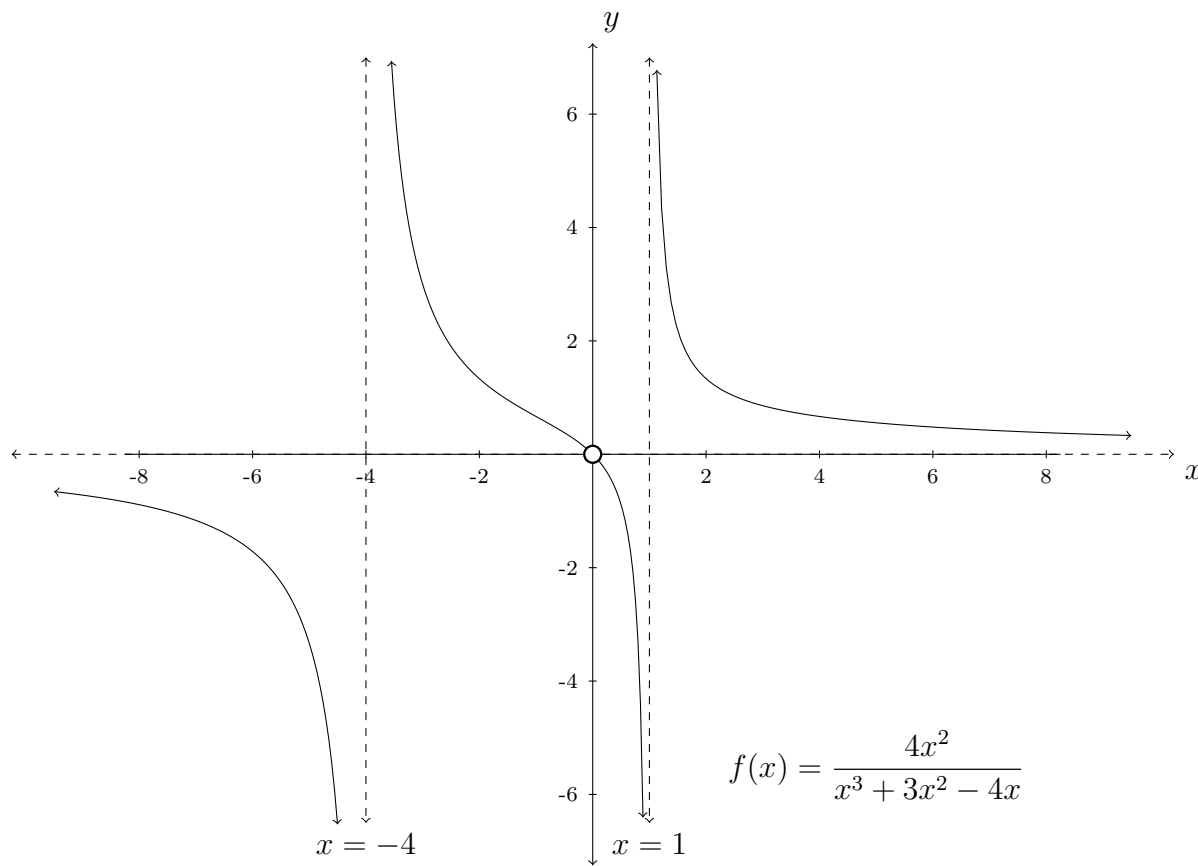 y
6
4
2
-8 -6 -4 -2 2 4 6 8
x
-2
-4
-6
f(x) = \frac{4x^2}{x^3 + 3x^2 - 4x}
x = −4 x = 1